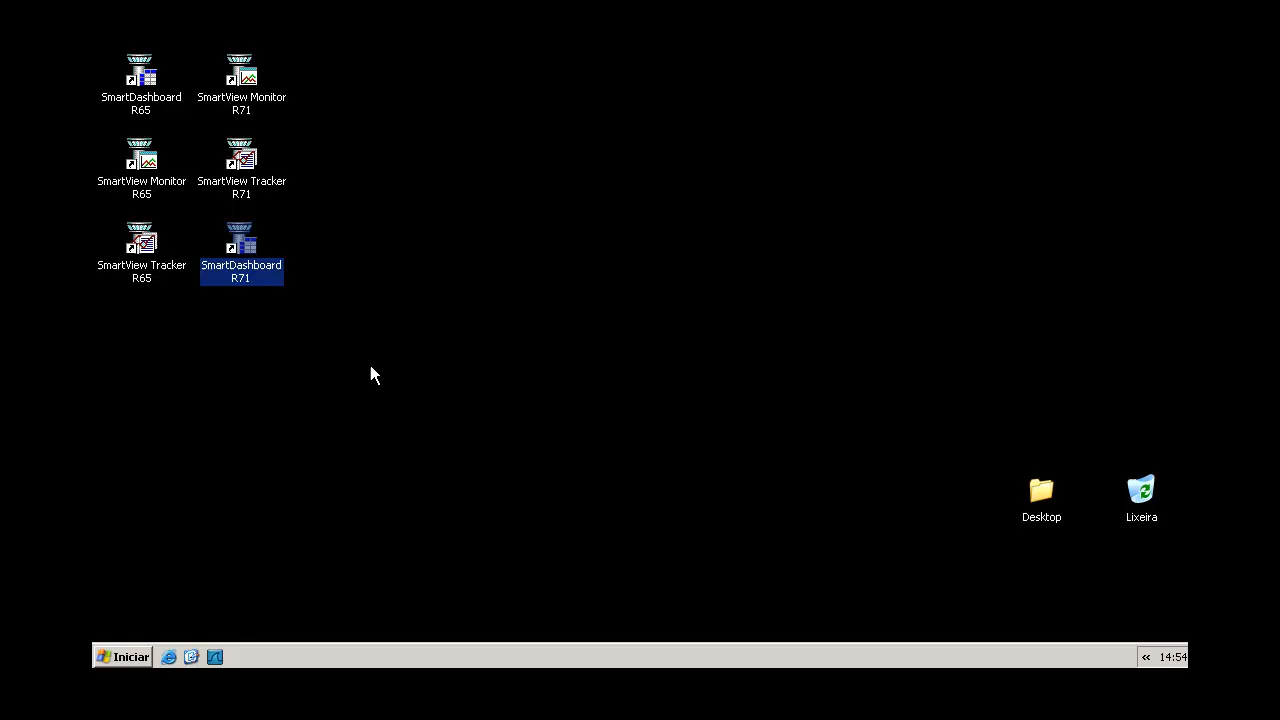 SmartDashboard
R65
SmartView Monitor
R71
SmartView Monitor
R65
SmartView Tracker
R71
SmartView Tracker
R65
SmartDashboard
R71
Desktop
Lixeira
Iniciar
« 14:54